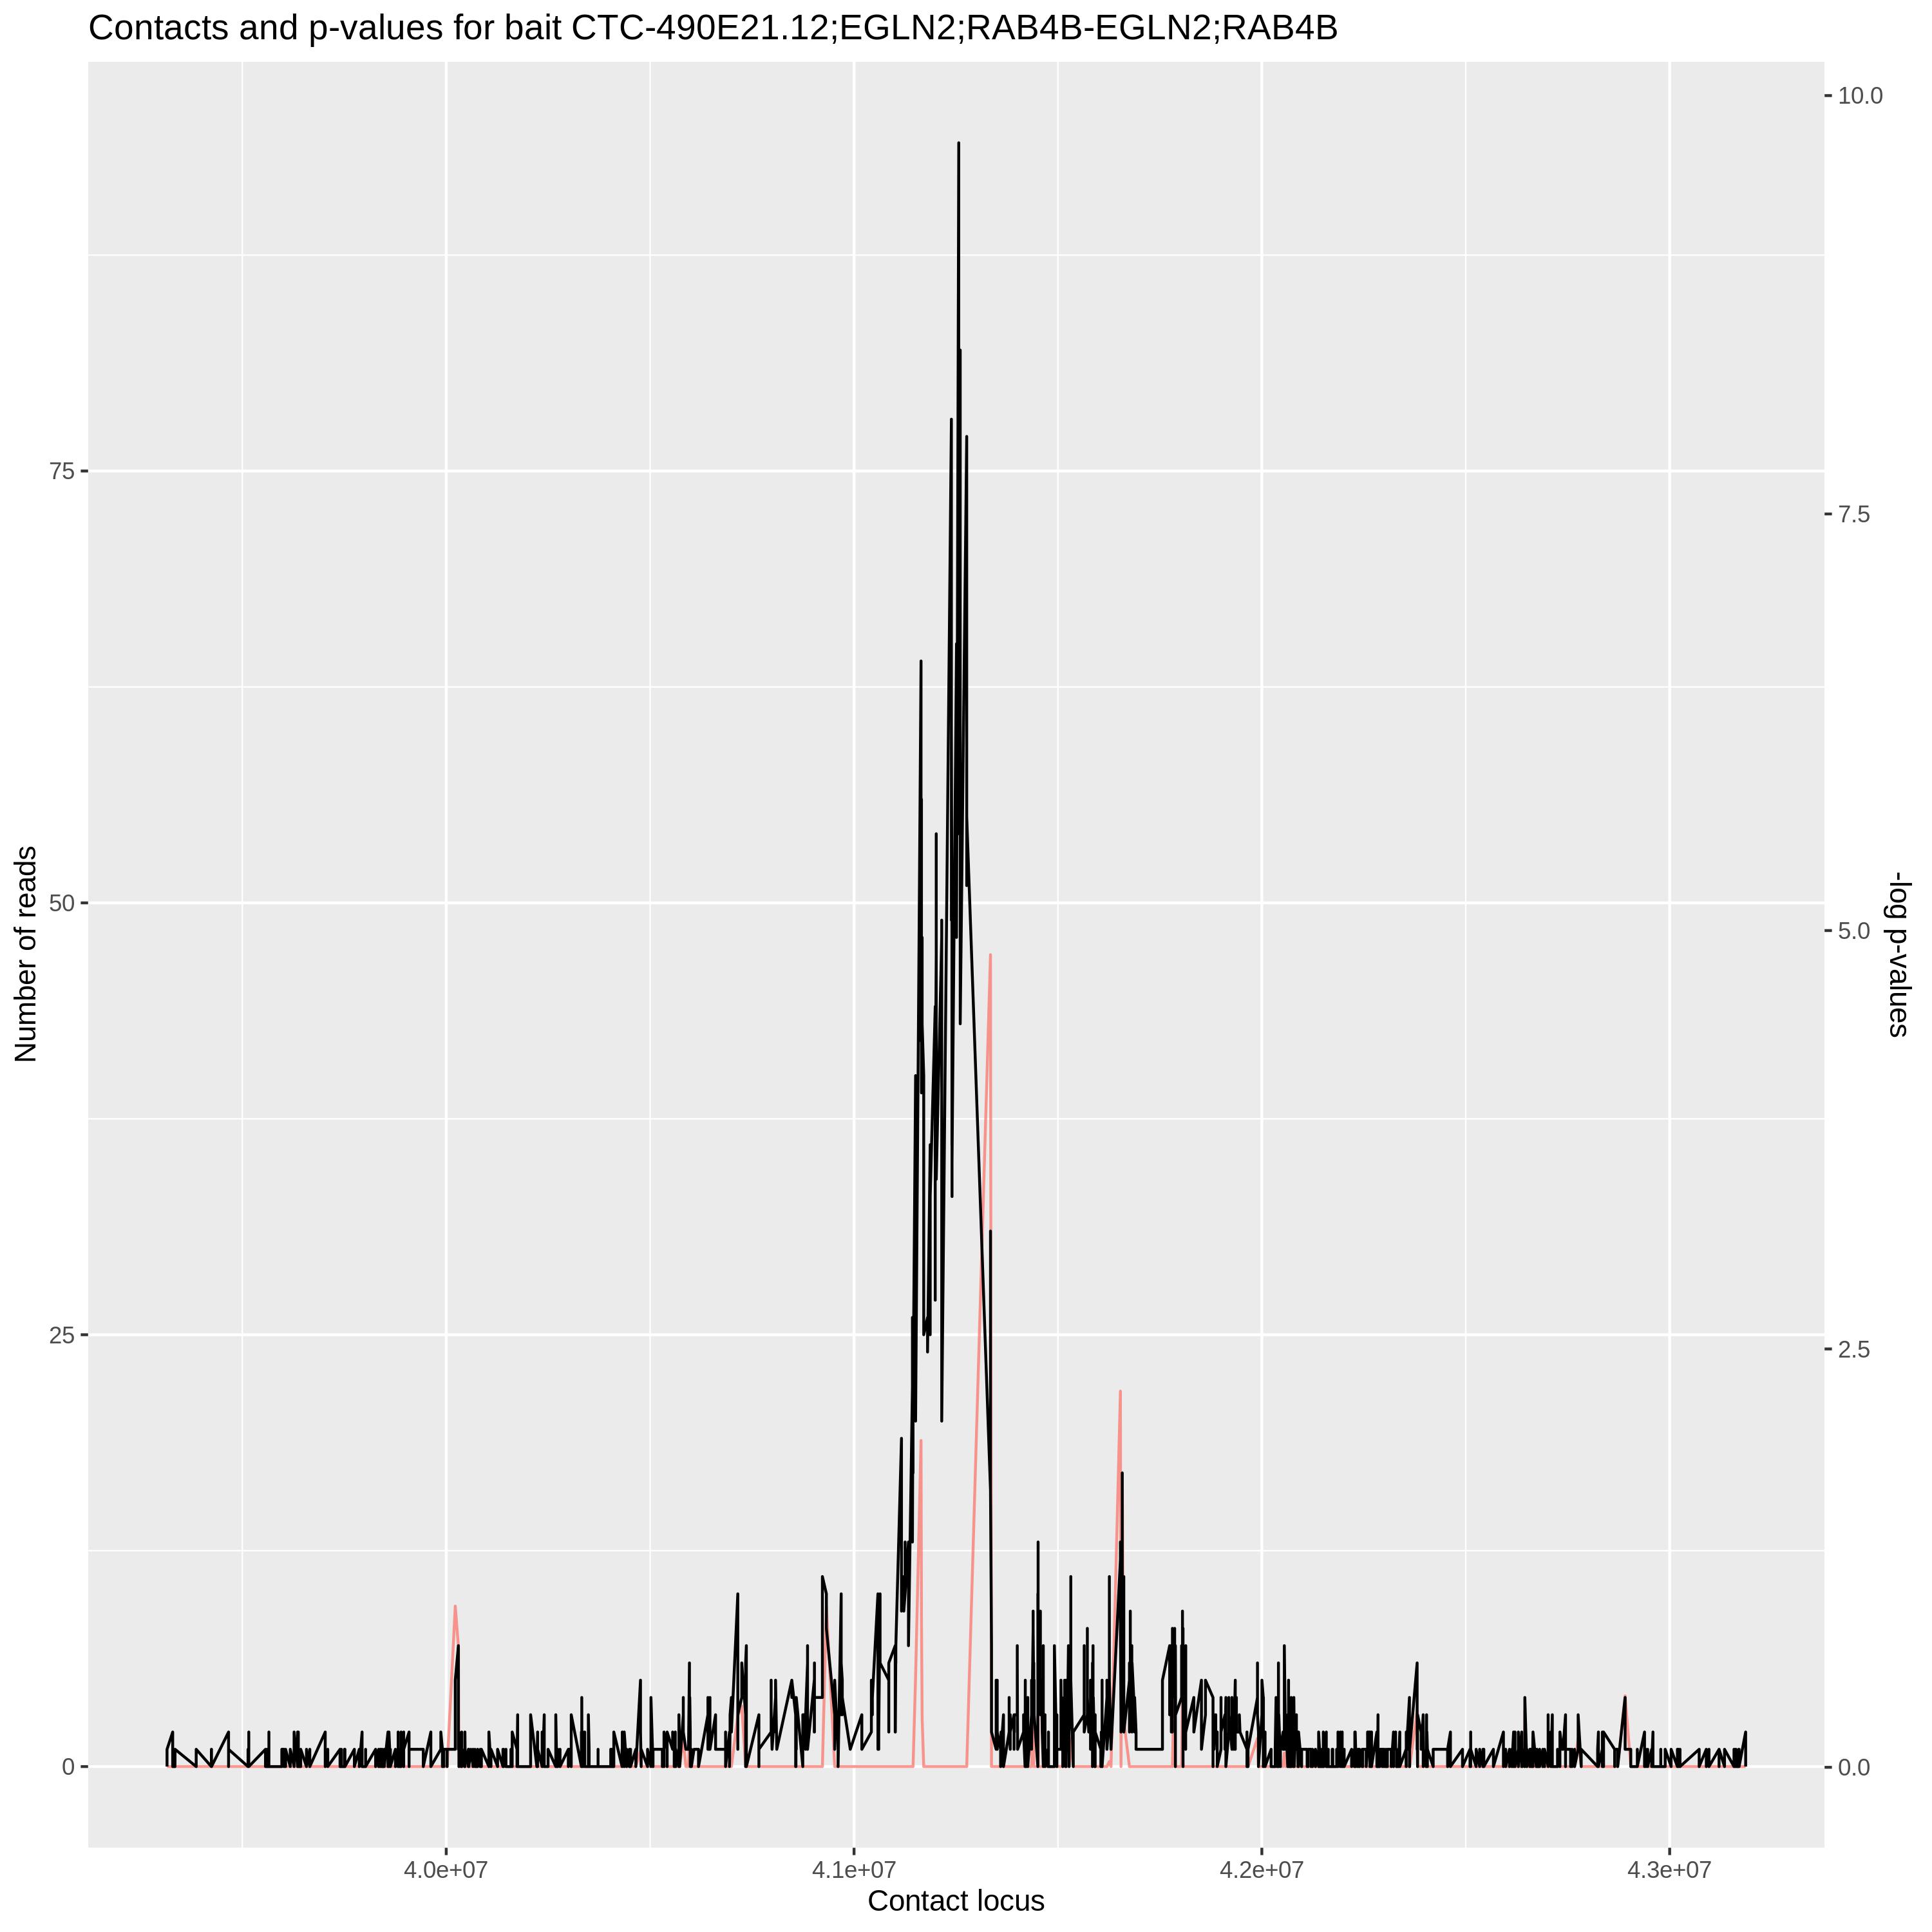 Contacts and p-values for bait CTC-490E21.12;EGLN2;RAB4B-EGLN2;RAB4B
10.0
75
7.5
Number of reads
50
5.0
-log p-values
25
2.5
0
0.0
4.0e+07
4.1e+07
4.2e+07
4.3e+07
Contact locus